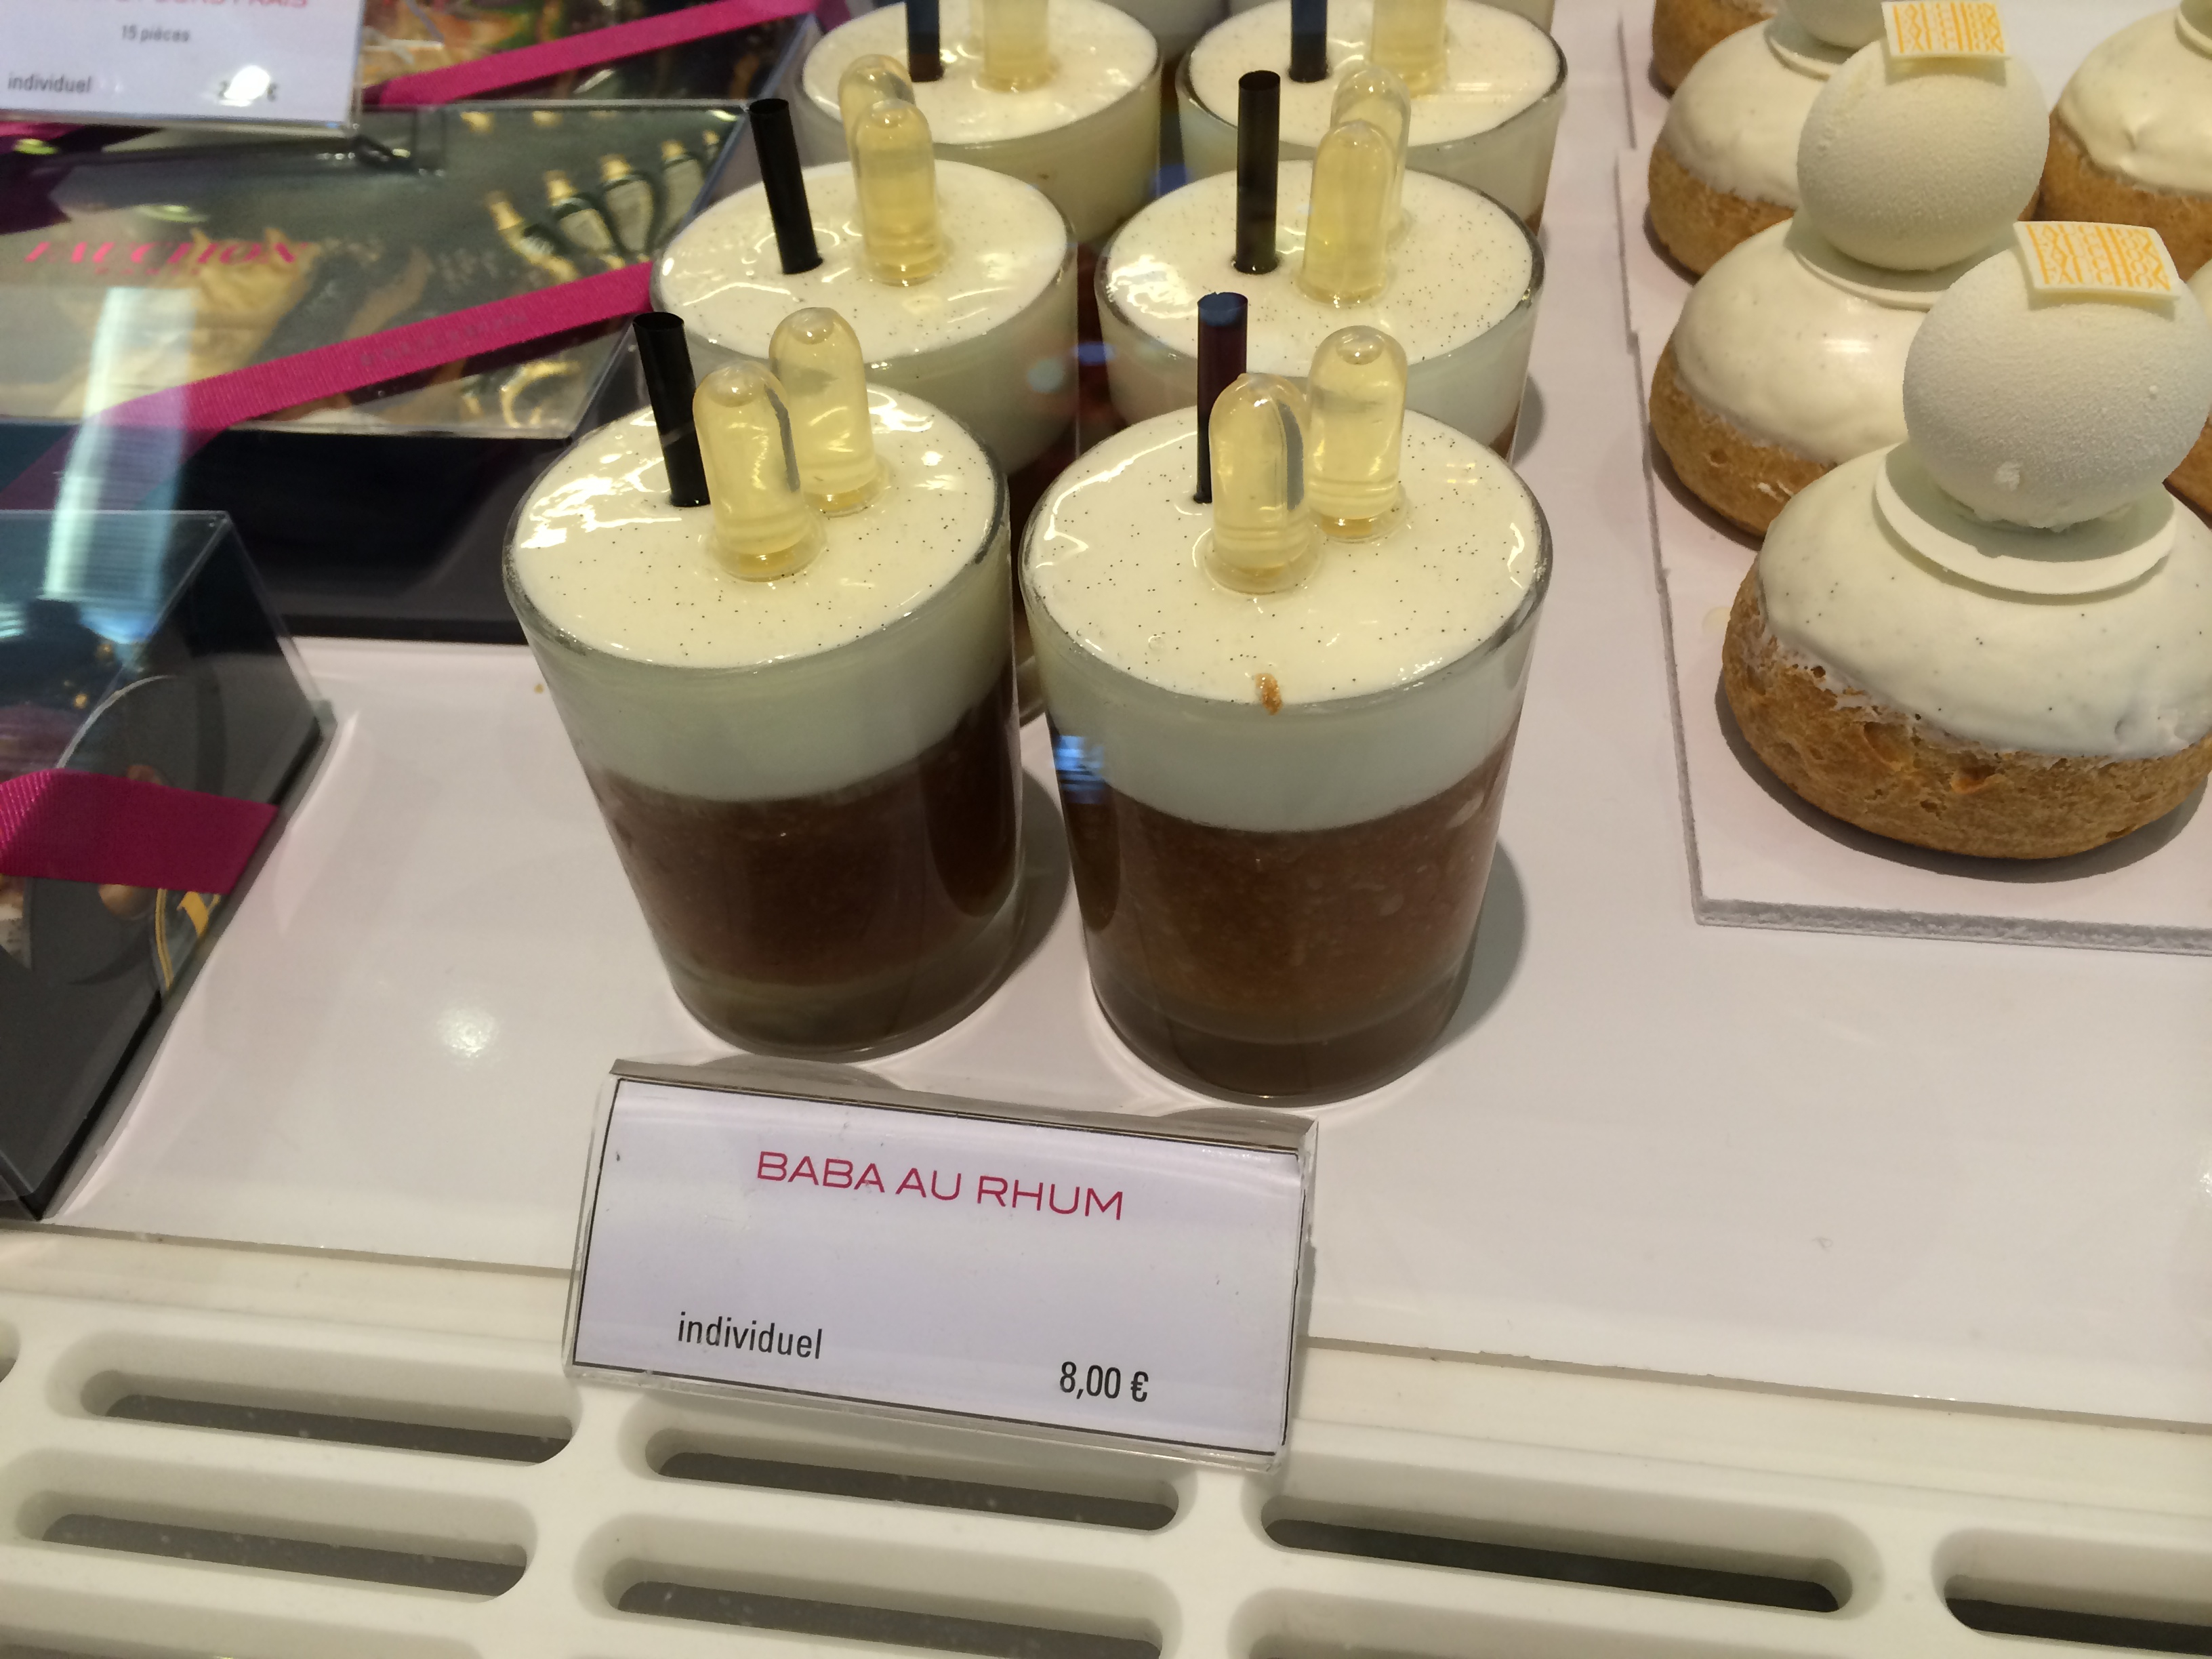 15 pièces
individuel
FAUCHON
BABA AU RHUM
individuel
8,00 €